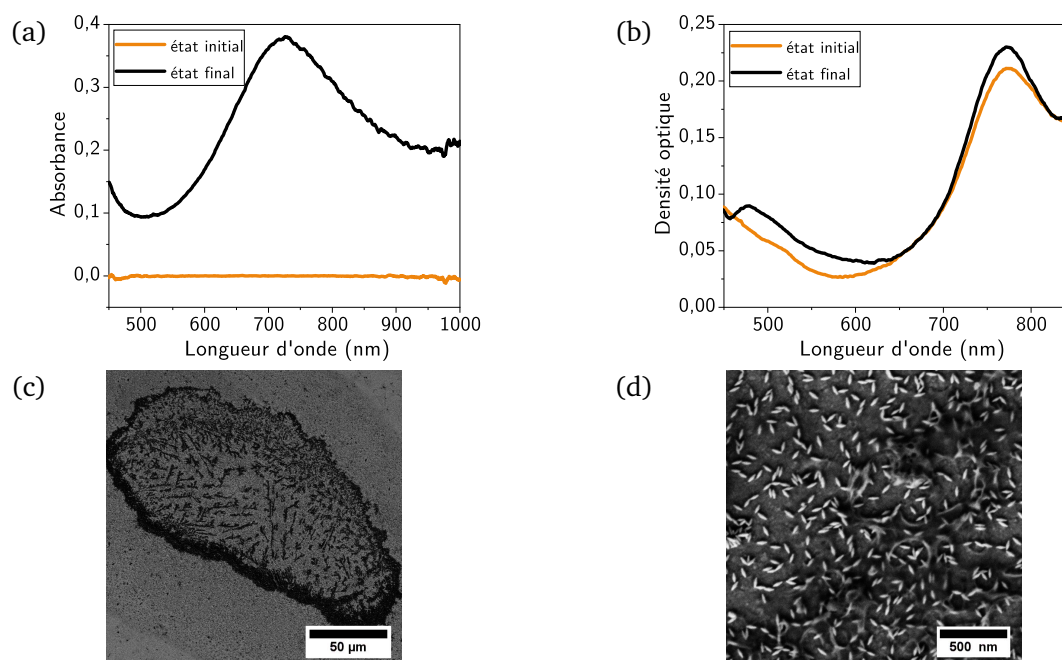 (a)
0,4
0,3
0,2
0,1
0,0
Absorbance
état initial
état final
500 600 700 800 900 1000
Longueur d'onde (nm)
(b)
0,25
0,20
0,15
0,10
0,05
0,00
Densité optique
état initial
état final
500 600 700 800
Longueur d'onde (nm)
(c)
50 µm
(d)
500 nm